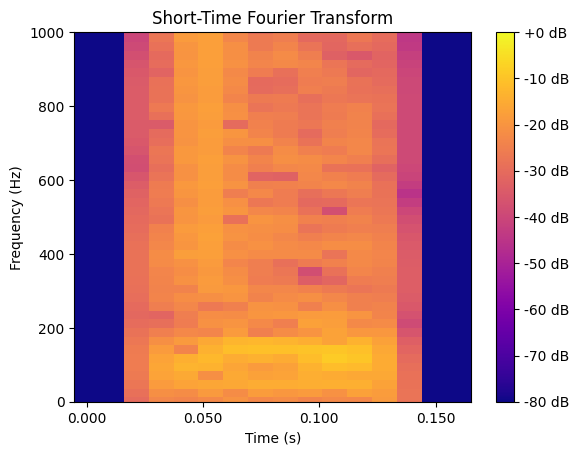 Short-Time Fourier Transform
1000
800
600
400
200
0
Frequency (Hz)
0.000
0.050
0.100
0.150
Time (s)
+0 dB
-10 dB
-20 dB
-30 dB
-40 dB
-50 dB
-60 dB
-70 dB
-80 dB